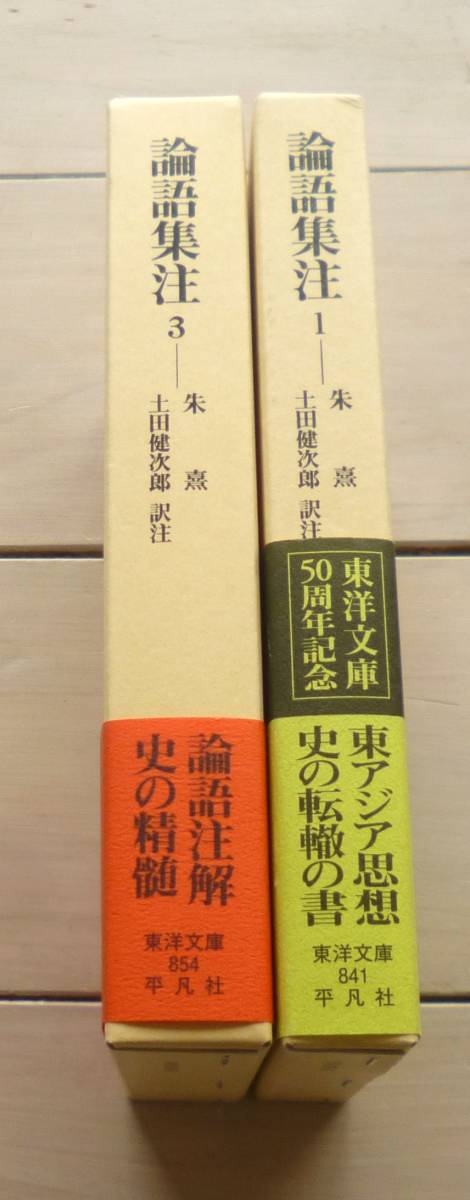 論語集注
3
朱熹
土田健次郎 訳注
論語注解
史の精髄
東洋文庫
854
平凡社
論語集注
1
朱熹
土田健次郎 訳注
東洋文庫
50周年記念
東アジア思想
史の転轍の書
東洋文庫
841
平凡社